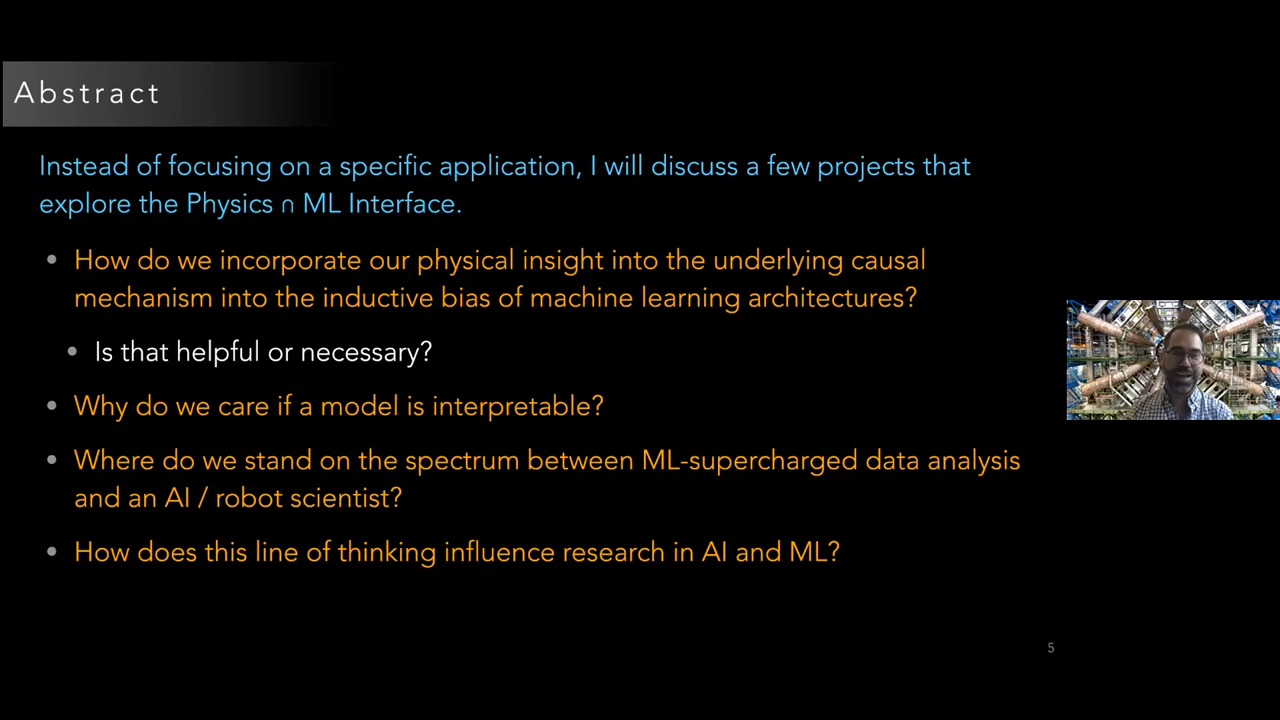 Abstract
Instead of focusing on a specific application, I will discuss a few projects that
explore the Physics ∩ ML Interface.
• How do we incorporate our physical insight into the underlying causal
mechanism into the inductive bias of machine learning architectures?
• Is that helpful or necessary?
• Why do we care if a model is interpretable?
• Where do we stand on the spectrum between ML-supercharged data analysis
and an AI / robot scientist?
• How does this line of thinking influence research in AI and ML?
5